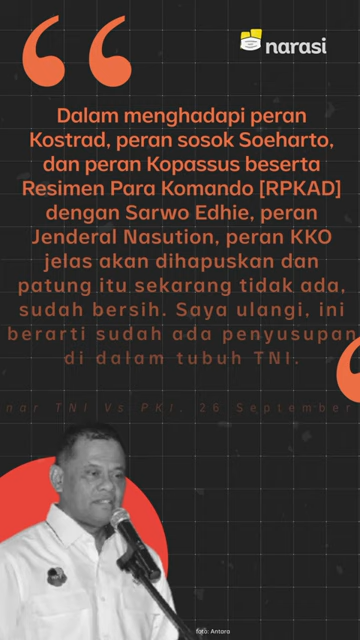 narasi
Dalam menghadapi peran
Kostrad, peran sosok Soeharto,
dan peran Kopassus beserta
Resimen Para Komando [RPKAD]
dengan Sarwo Edhie, peran
Jenderal Nasution, peran KKO
jelas akan dihapuskan dan
patung itu sekarang tidak ada,
sudah bersih. Saya ulangi, ini
berarti sudah ada penyusupan
di dalam tubuh TNI.
nar TNI Vs PKI. 26 September
foto: Antara